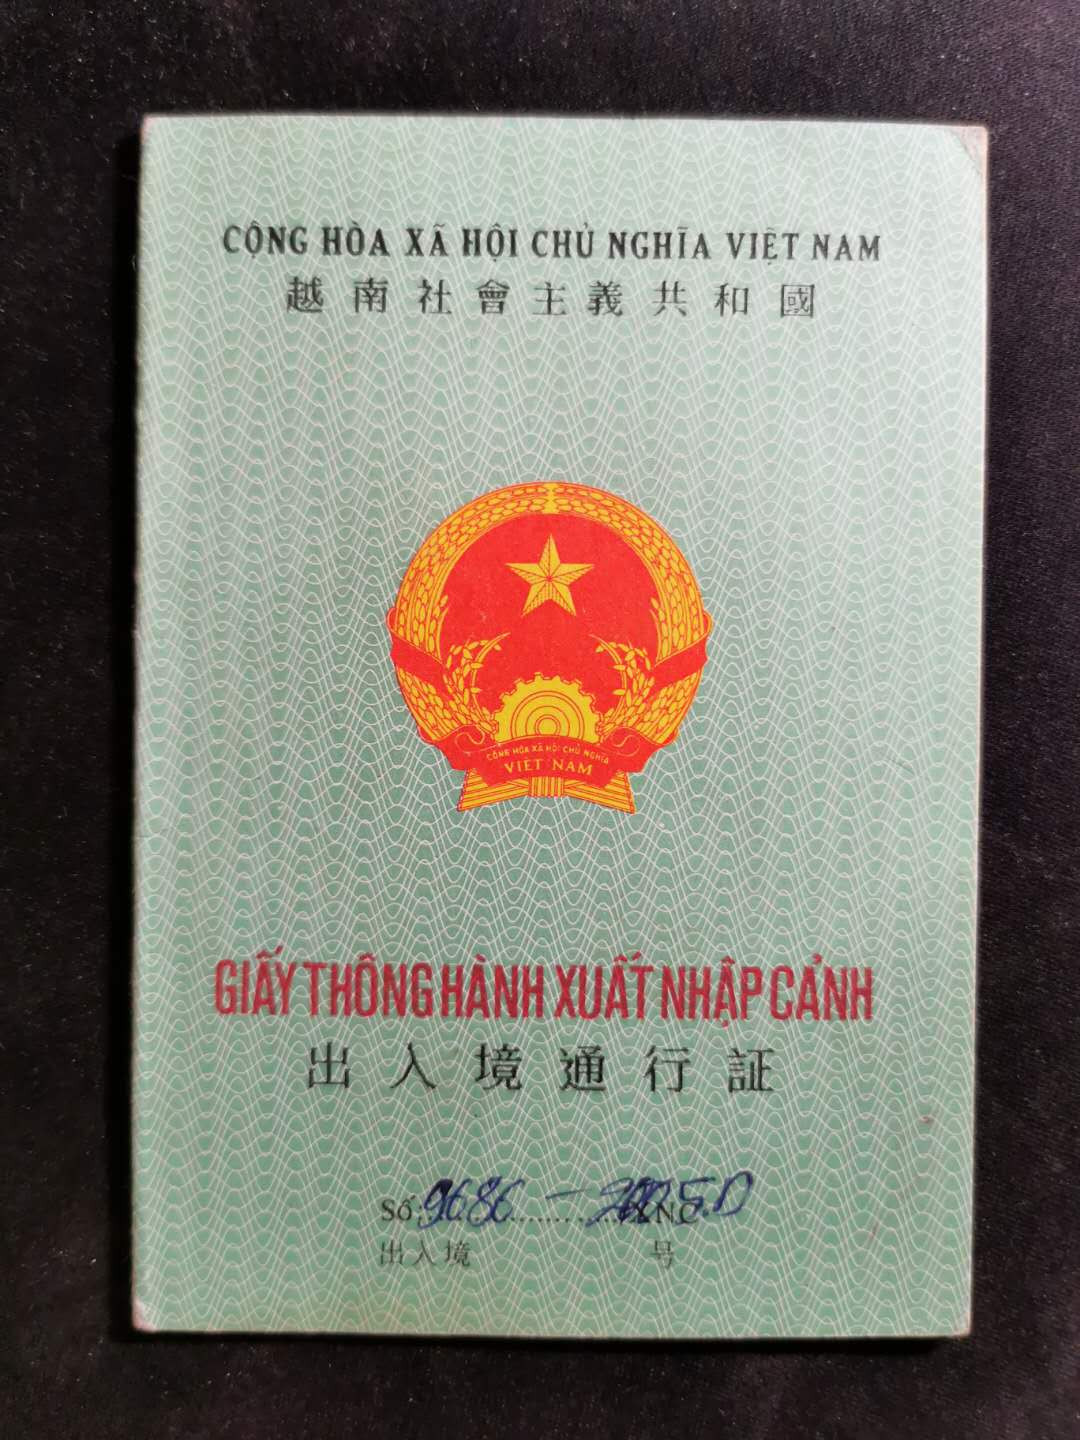 CỘNG HÒA XÃ HỘI CHỦ NGHĨA VIỆT NAM
越南社會主義共和國
CỘNG HÒA XÃ HỘI CHỦ NGHĨA
VIỆT NAM
GIẤY THÔNG HÀNH XUẤT NHẬP CẢNH
出入境通行証
Số: 9686 XNC
出入境 号